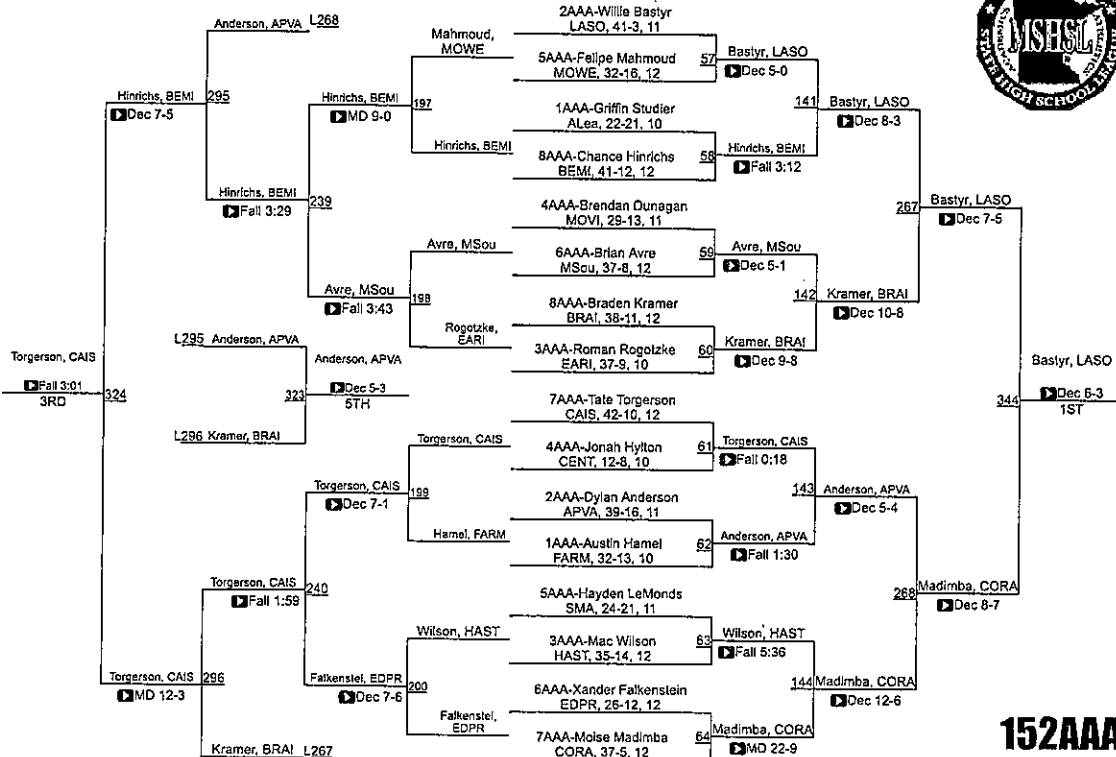 Anderson, APVA L268
Hinrichs, BEMI 295
Dec 7-5
Hinrichs, BEMI
Fall 3:29
239
Hinrichs, BEMI
MD 9-0
197
Mahmoud,
MOWE
Hinrichs, BEMI
Avre, MSou
Fall 3:43
198
Avre, MSou
Rogotzke,
EARI
Torgerson, CAIS
Fall 3:01
3RD
324
L295 Anderson, APVA
L296 Kramer, BRAI
323
Anderson, APVA
Dec 5-3
5TH
Torgerson, CAIS
Dec 7-1
199
Torgerson, CAIS
Hamel, FARM
Torgerson, CAIS
Fall 1:59
240
Torgerson, CAIS 296
MD 12-3
Falkenstei, EDPR
Dec 7-6
200
Wilson, HAST
Falkenstei,
EDPR
Kramer, BRAI L267
2AAA-Willie Bastyr
LASO, 41-3, 11
5AAA-Felipe Mahmoud
MOWE, 32-16, 12
57
1AAA-Griffin Studier
ALea, 22-21, 10
8AAA-Chance Hinrichs
BEMI, 41-12, 12
58
4AAA-Brendan Dunagan
MOVI, 29-13, 11
6AAA-Brian Avre
MSou, 37-8, 12
59
8AAA-Braden Kramer
BRAI, 38-11, 12
3AAA-Roman Rogotzke
EARI, 37-9, 10
60
7AAA-Tate Torgerson
CAIS, 42-10, 12
4AAA-Jonah Hylton
CENT, 12-8, 10
61
2AAA-Dylan Anderson
APVA, 39-16, 11
1AAA-Austin Hamel
FARM, 32-13, 10
62
5AAA-Hayden LeMonds
SMA, 24-21, 11
3AAA-Mac Wilson
HAST, 35-14, 12
63
6AAA-Xander Falkenstein
EDPR, 26-12, 12
7AAA-Moise Madimba
CORA, 37-5, 12
64
Bastyr, LASO
Dec 5-0
141
Hinrichs, BEMI
Fall 3:12
Avre, MSou
Dec 5-1
142
Kramer, BRAI
Dec 9-8
Torgerson, CAIS
Fall 0:18
143
Anderson, APVA
Fall 1:30
Wilson, HAST
Fall 5:36
144
Madimba, CORA
MD 22-9
Bastyr, LASO
Dec 8-3
267
Kramer, BRAI
Dec 10-8
Anderson, APVA
Dec 5-4
268
Madimba, CORA
Dec 12-6
Bastyr, LASO
Dec 7-5
344
Madimba, CORA
Dec 8-7
Bastyr, LASO
Dec 6-3
1ST
MSHSL
STATE HIGH SCHOOL LEAGUE
152AAA